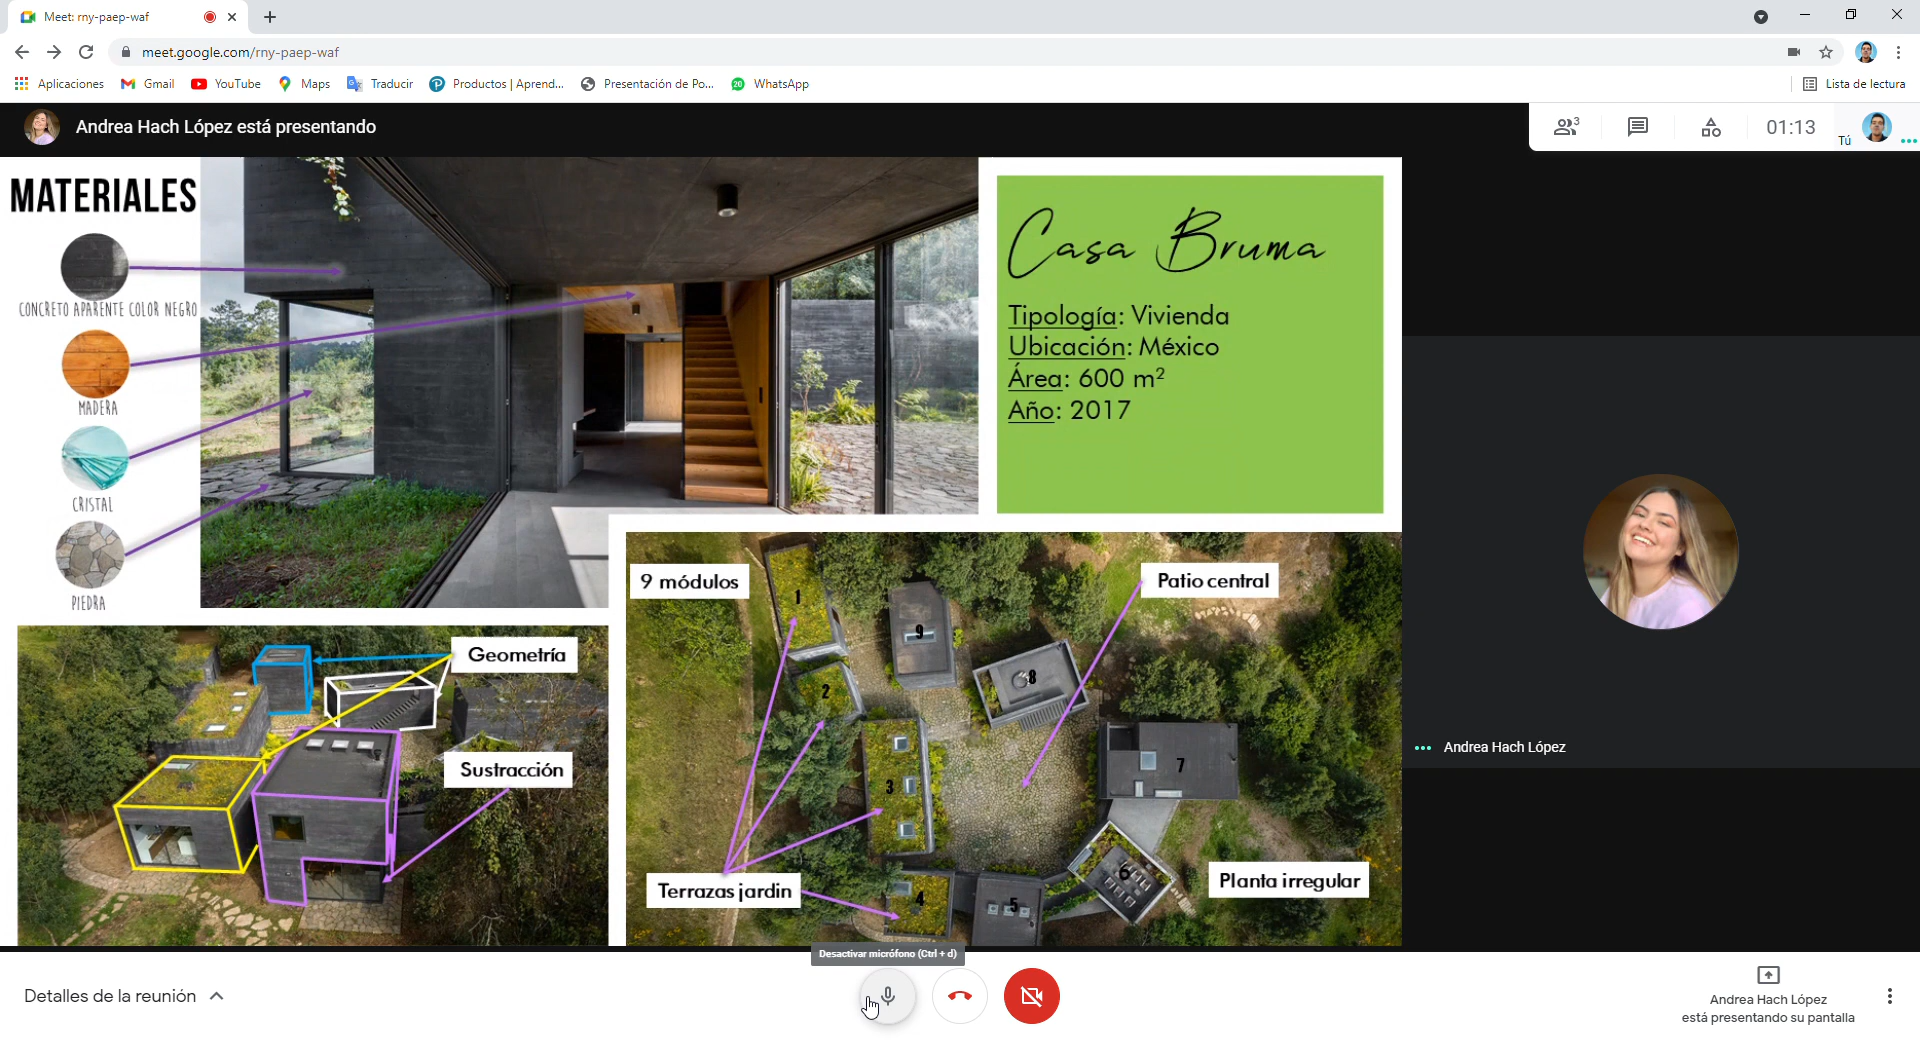 Meet: rny-paep-waf
meet.google.com/rny-paep-waf
Aplicaciones
Gmail
YouTube
Maps
Traducir
Productos | Aprend...
Presentación de Po...
20
WhatsApp
Lista de lectura
Andrea Hach López está presentando
3
01:13
Tú
MATERIALES
CONCRETO APARENTE COLOR NEGRO
MADERA
CRISTAL
PIEDRA
Casa Bruma
Tipología: Vivienda
Ubicación: México
Área: 600 m²
Año: 2017
Geometría
Sustracción
9 módulos
Patio central
1
9
2
8
3
7
6
4
5
Terrazas jardin
Planta irregular
Andrea Hach López
Desactivar micrófono (Ctrl + d)
Detalles de la reunión
Andrea Hach López
está presentando su pantalla